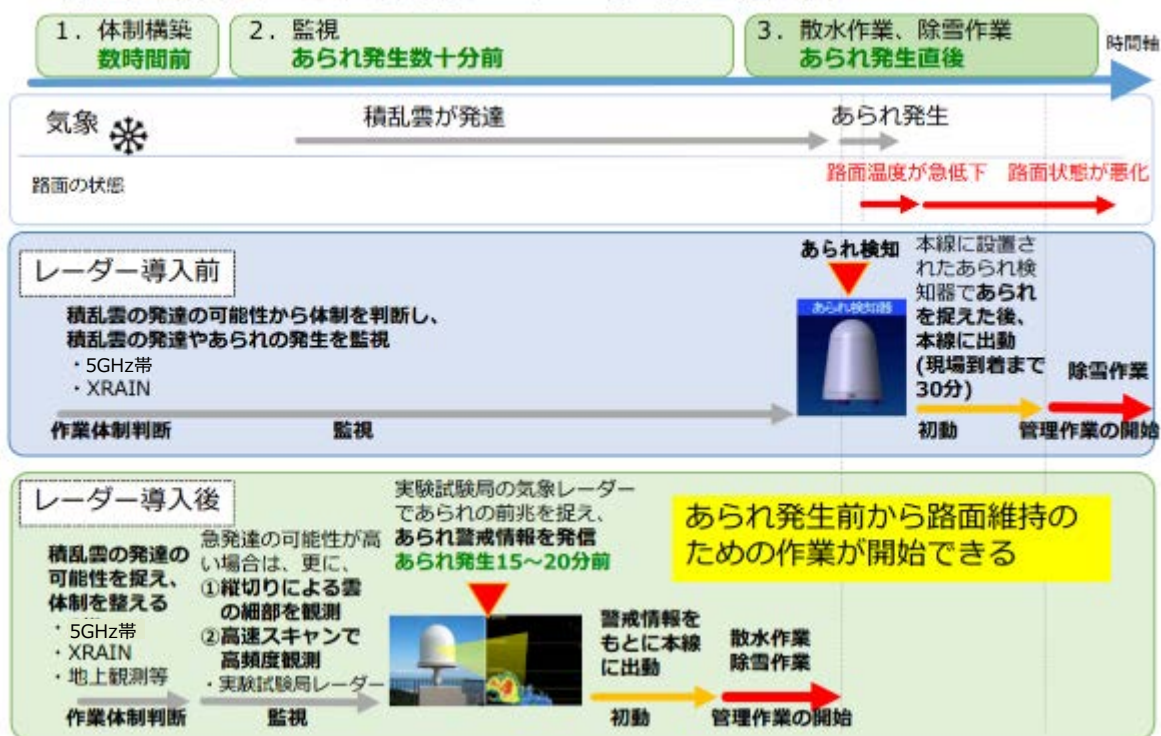 1. 体制構築
数時間前
2. 監視
あられ発生数十分前
3. 散水作業、除雪作業
あられ発生直後
時間軸
気象
積乱雲が発達
あられ発生
路面の状態
路面温度が急低下
路面状態が悪化
レーダー導入前
積乱雲の発達の可能性から体制を判断し、
積乱雲の発達やあられの発生を監視
・5GHz帯
・XRAIN
作業体制判断
監視
あられ検知
あられ検知器
本線に設置さ
れたあられ検
知器であられ
を捉えた後、
本線に出動
(現場到着まで
30分)
初動
除雪作業
管理作業の開始
レーダー導入後
積乱雲の発達の
可能性を捉え、
体制を整える
・5GHz帯
・XRAIN
・地上観測等
作業体制判断
急発達の可能性が高
い場合は、更に、
①縦切りによる雲
の細部を観測
②高速スキャンで
高頻度観測
・実験試験局レーダー
監視
実験試験局の気象レーダー
であられの前兆を捉え、
あられ警戒情報を発信
あられ発生15～20分前
警戒情報を
もとに本線
に出動
初動
散水作業
除雪作業
管理作業の開始
あられ発生前から路面維持の
ための作業が開始できる